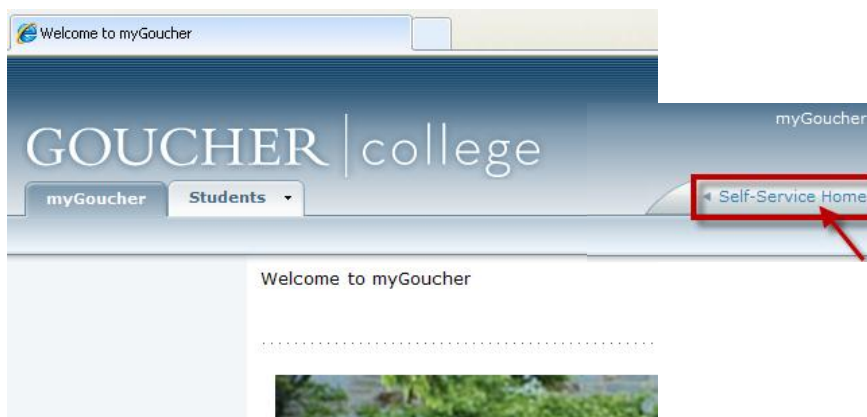 Welcome to myGoucher
myGoucher
GOUCHER college
myGoucher Students
Self-Service Home
Welcome to myGoucher